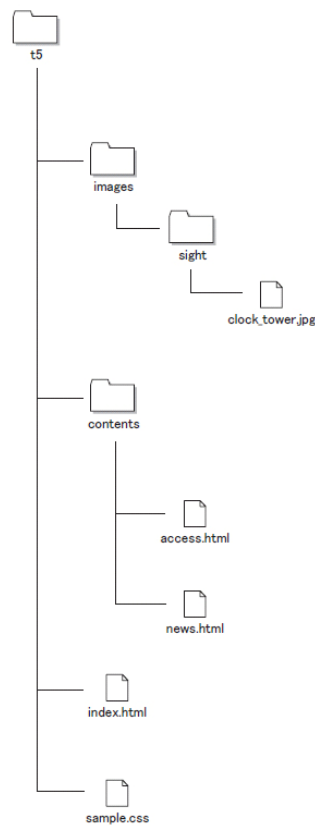 t5
images
sight
clock_tower.jpg
contents
access.html
news.html
index.html
sample.css